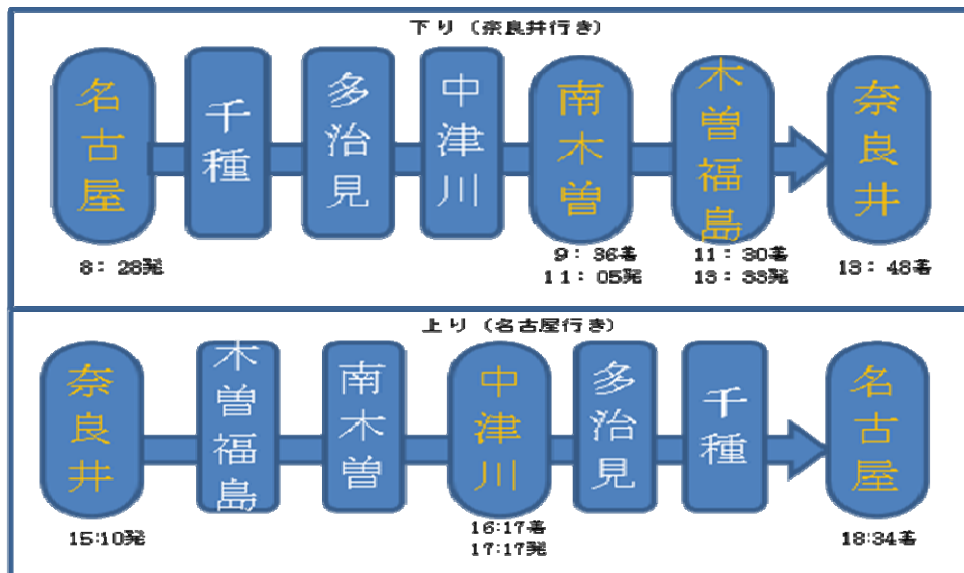 下り（奈良井行き）
名古屋
千種
多治見
中津川
南木曽
木曽福島
奈良井
8：28発
9：36着
11：05発
11：30着
13：33発
13：48着
上り（名古屋行き）
奈良井
木曽福島
南木曽
中津川
多治見
千種
名古屋
15:10発
16:17着
17:17発
18:34着